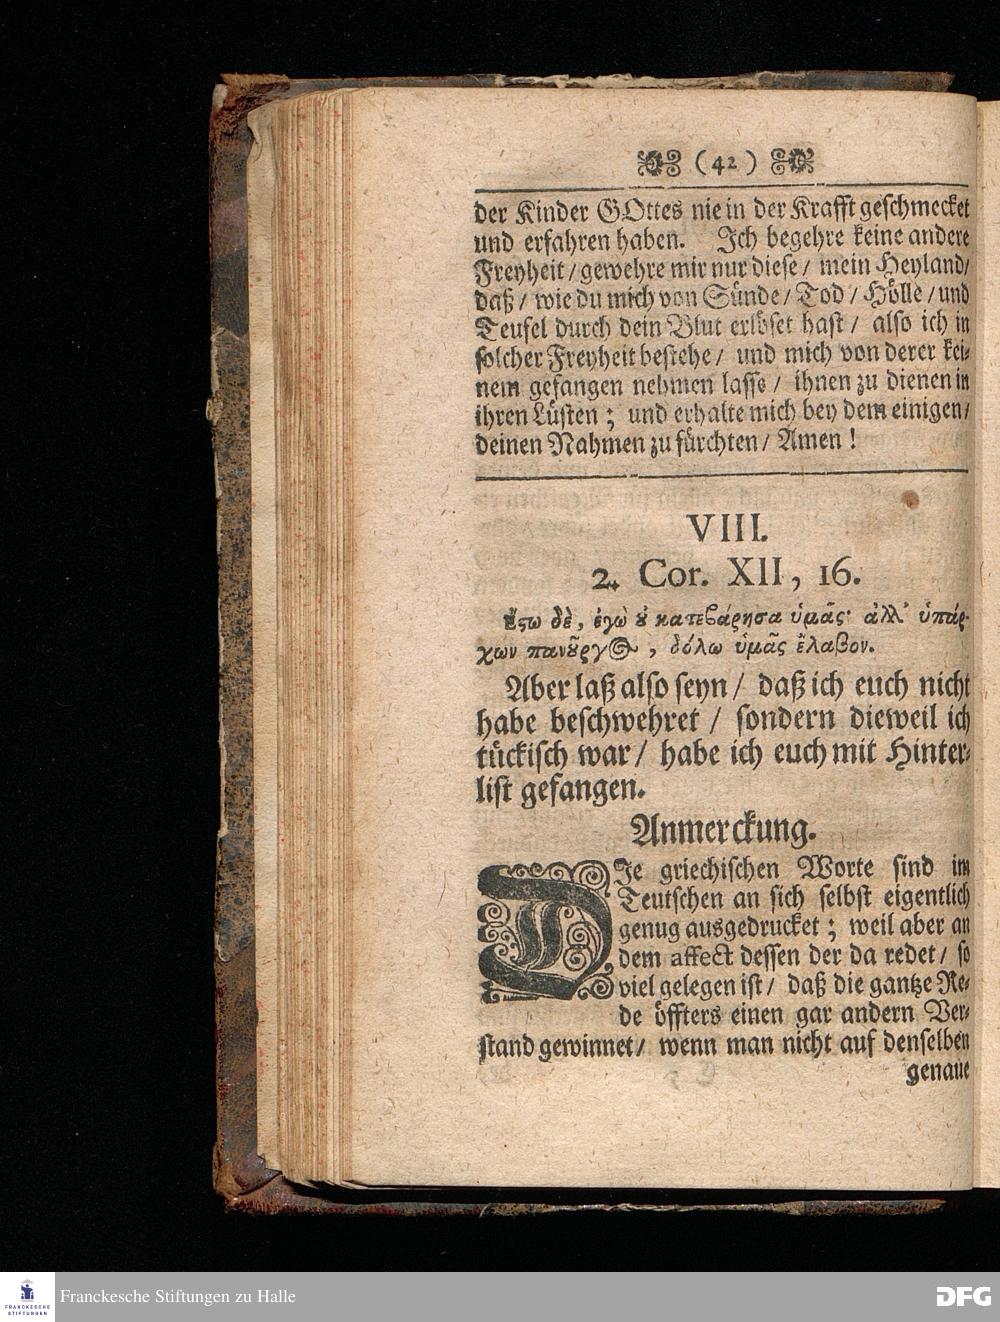 (42)
der Kinder GOttes nie in der Krafft geschmecket
und erfahren haben. Ich begehre keine andere
Freyheit / gewehre mir nur diese / mein Heyland/
daß / wie du mich von Sünde / Tod / Hölle / und
Teufel durch dein Blut erlöset hast / also ich in
solcher Freyheit bestehe / und mich von derer kei-
nem gefangen nehmen lasse / ihnen zu dienen in
ihren Lüsten ; und erhalte mich bey dem einigen/
deinen Nahmen zu fürchten / Amen !
VIII.
2. Cor. XII, 16.
Ἔςω δὲ, ἐγὼ ȣ κατεβάρησα ὑμᾶς· ἀλλ' ὑπάρ-
χων πανȣ͂ργος, δόλω ὑμᾶς ἔλαβον.
Aber laß also seyn / daß ich euch nicht
habe beschwehret / sondern dieweil ich
tückisch war / habe ich euch mit Hinter-
list gefangen.
Anmerckung.
DIe griechischen Worte sind im
Teutschen an sich selbst eigentlich
genug ausgedrucket ; weil aber an
dem affect dessen der da redet / so
viel gelegen ist / daß die gantze Re-
de öffters einen gar andern Ver-
stand gewinnet / wenn man nicht auf denselben
genaue
FRANCKESCHE
STIFTUNGEN
Franckesche Stiftungen zu Halle
DFG